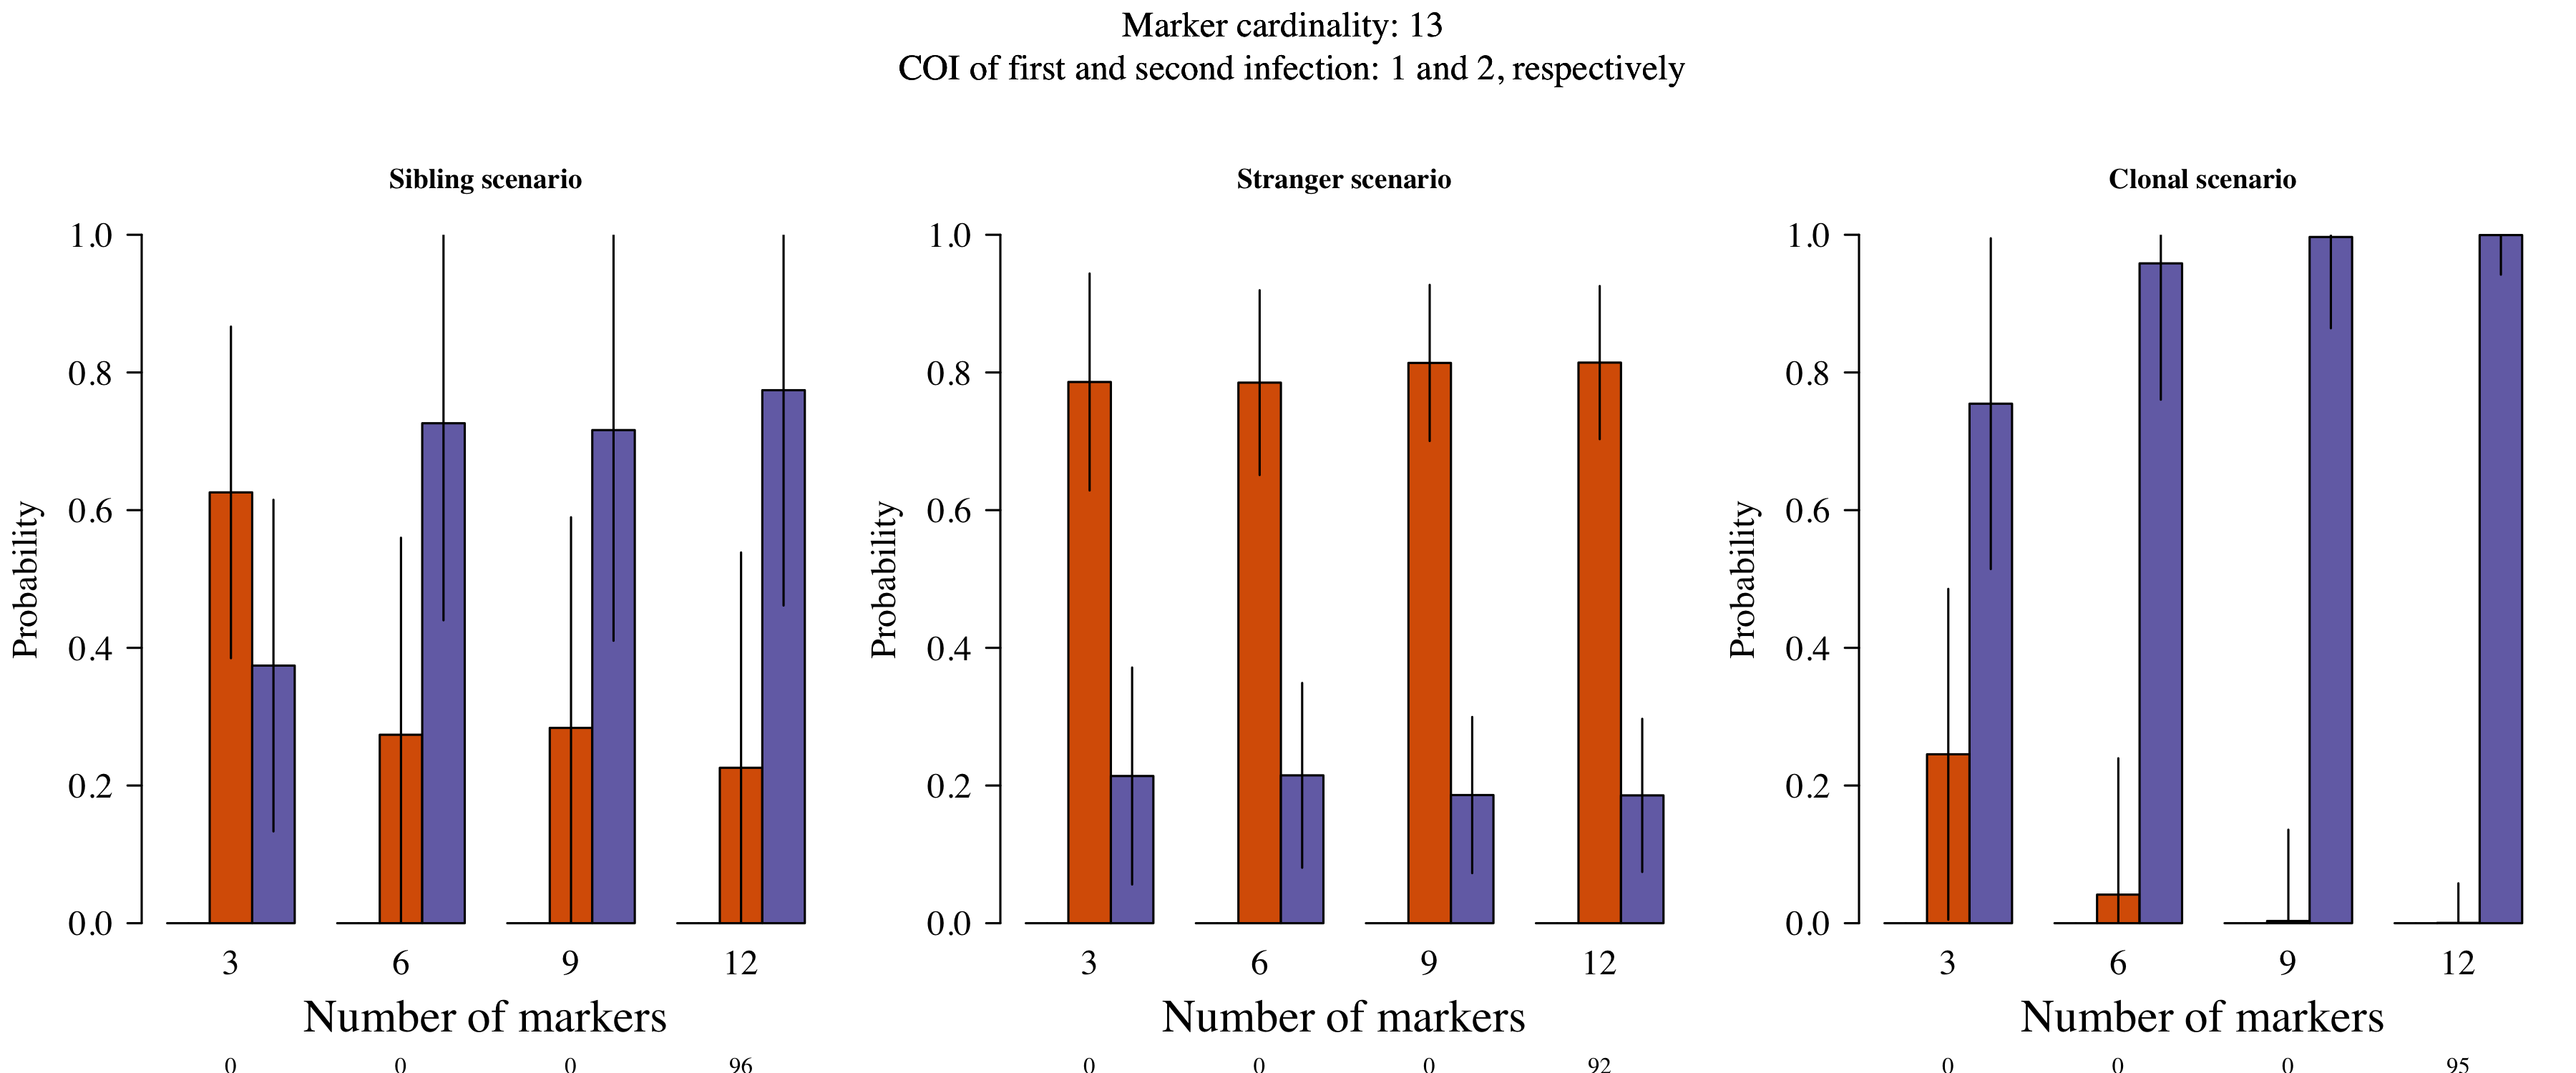 Marker cardinality: 13
COI of first and second infection: 1 and 2, respectively
Sibling scenario
Probability
1.0
0.8
0.6
0.4
0.2
0.0
3 6 9 12
Number of markers
0 0 0 96
Stranger scenario
Probability
1.0
0.8
0.6
0.4
0.2
0.0
3 6 9 12
Number of markers
0 0 0 92
Clonal scenario
Probability
1.0
0.8
0.6
0.4
0.2
0.0
3 6 9 12
Number of markers
0 0 0 95